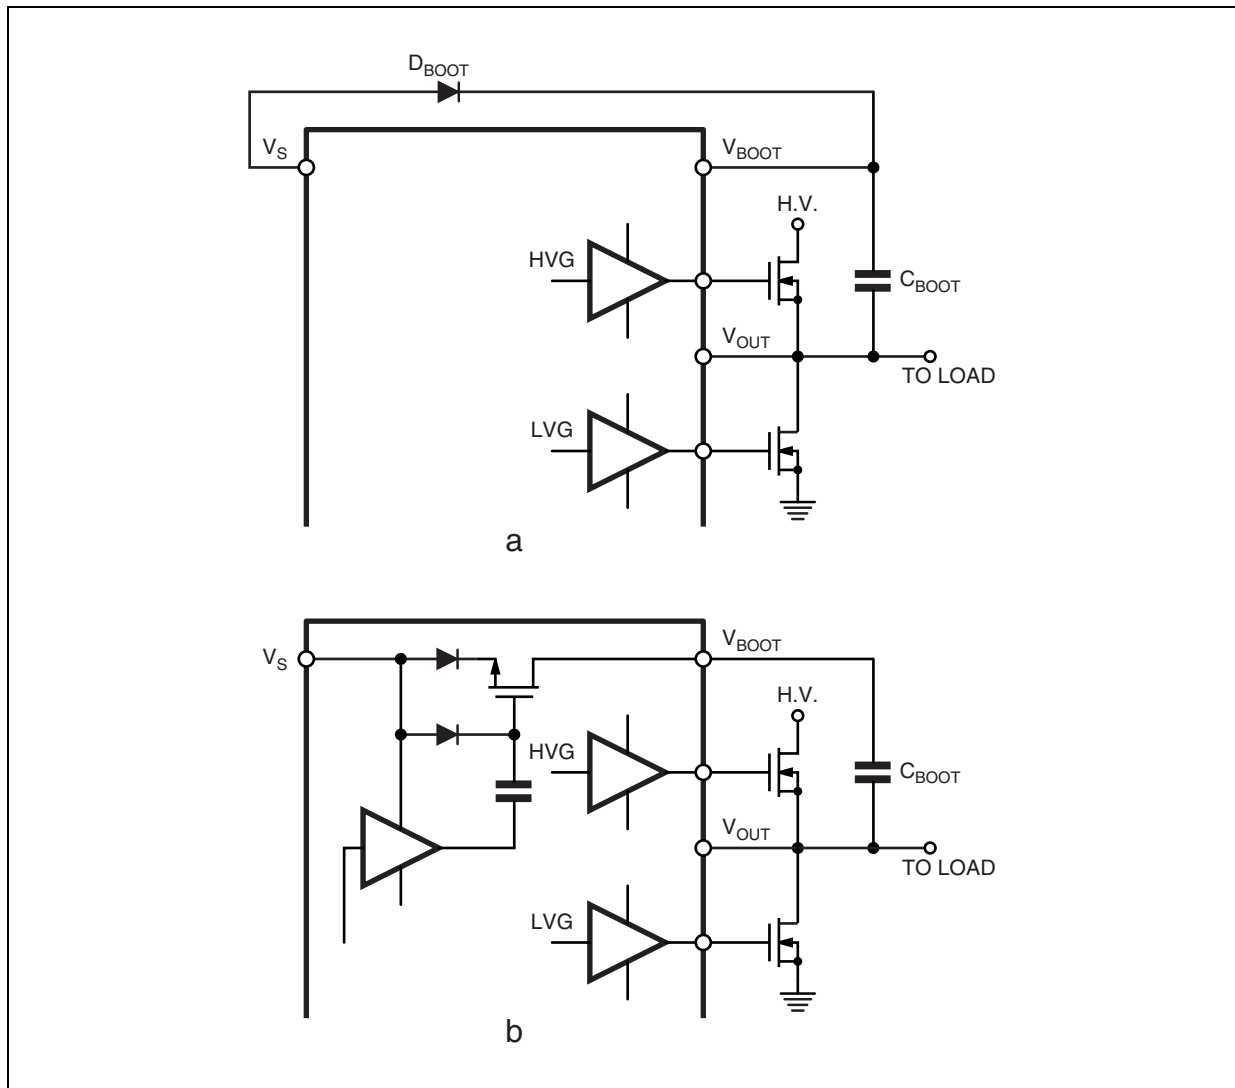 D_BOOT
V_S
V_BOOT
H.V.
HVG
C_BOOT
V_OUT
TO LOAD
LVG
a
V_S
V_BOOT
H.V.
HVG
C_BOOT
V_OUT
TO LOAD
LVG
b